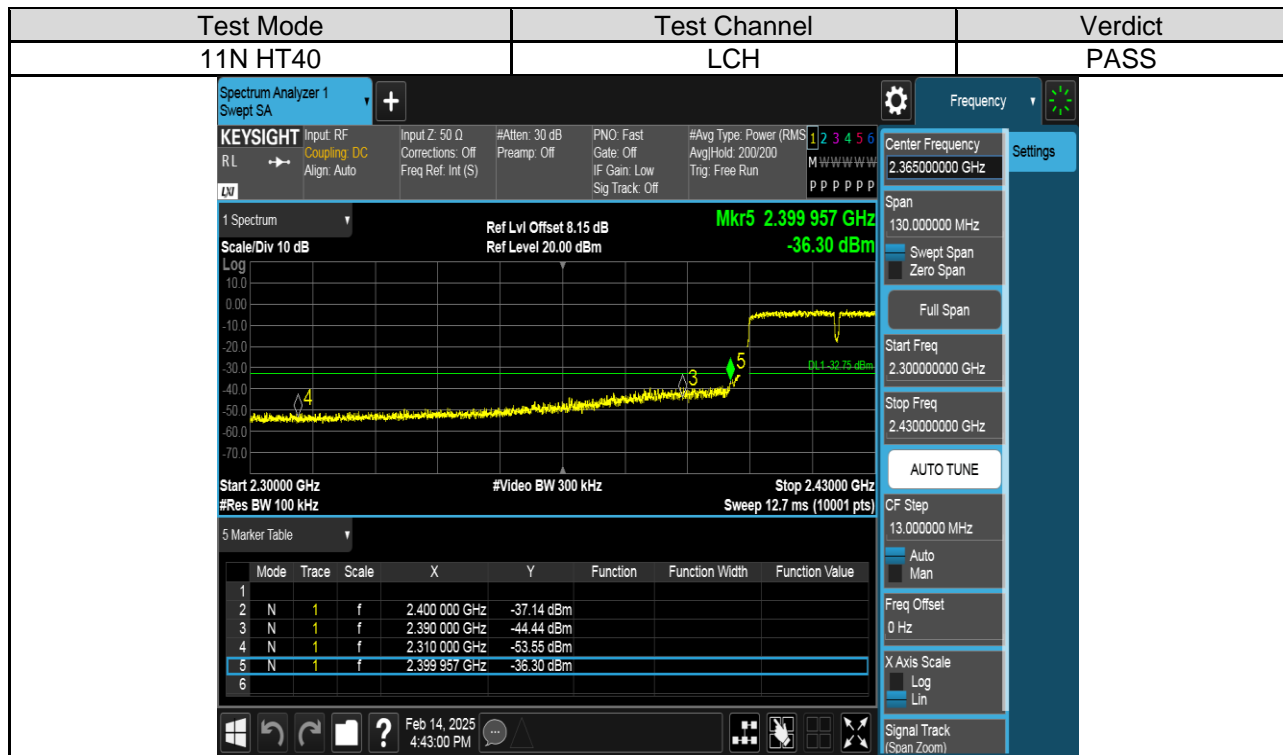 Test Mode Test Channel Verdict
11N HT40 LCH PASS
Spectrum Analyzer 1
Swept SA
+
Frequency
KEYSIGHT Input: RF Input Z: 50 Ω #Atten: 30 dB PNO: Fast #Avg Type: Power (RMS 1 2 3 4 5 6
RL Coupling: DC Corrections: Off Preamp: Off Gate: Off Avg|Hold: 200/200 M W W W W W
Align: Auto Freq Ref: Int (S) IF Gain: Low Trig: Free Run
LXI Sig Track: Off P P P P P P
1 Spectrum
Ref Lvl Offset 8.15 dB Mkr5 2.399 957 GHz
Scale/Div 10 dB Ref Level 20.00 dBm -36.30 dBm
Log
10.0
0.00
-10.0
-20.0
-30.0
-40.0
-50.0
-60.0
-70.0
DL1 -32.75 dBm
4
3
5
Start 2.30000 GHz #Video BW 300 kHz Stop 2.43000 GHz
#Res BW 100 kHz Sweep 12.7 ms (10001 pts)
5 Marker Table
Mode Trace Scale X Y Function Function Width Function Value
1
2 N 1 f 2.400 000 GHz -37.14 dBm
3 N 1 f 2.390 000 GHz -44.44 dBm
4 N 1 f 2.310 000 GHz -53.55 dBm
5 N 1 f 2.399 957 GHz -36.30 dBm
6
?
Feb 14, 2025
4:43:00 PM
Center Frequency
2.365000000 GHz
Settings
Span
130.000000 MHz
Swept Span
Zero Span
Full Span
Start Freq
2.300000000 GHz
Stop Freq
2.430000000 GHz
AUTO TUNE
CF Step
13.000000 MHz
Auto
Man
Freq Offset
0 Hz
X Axis Scale
Log
Lin
Signal Track
(Span Zoom)